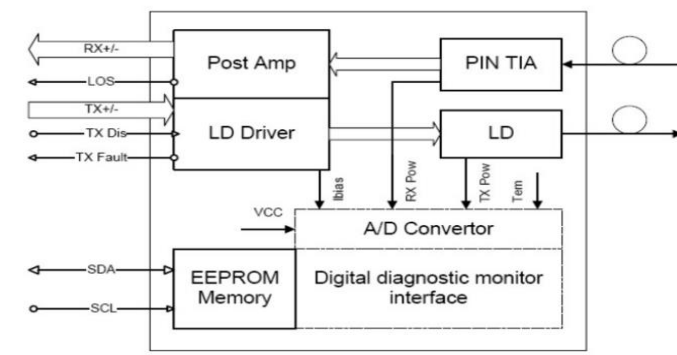 RX+/-
Post Amp
PIN TIA
LOS
TX+/-
LD Driver
LD
TX Dis
TX Fault
Ibias
RX Pow
TX Pow
Tem
VCC
A/D Convertor
SDA
EEPROM
Memory
Digital diagnostic monitor
interface
SCL